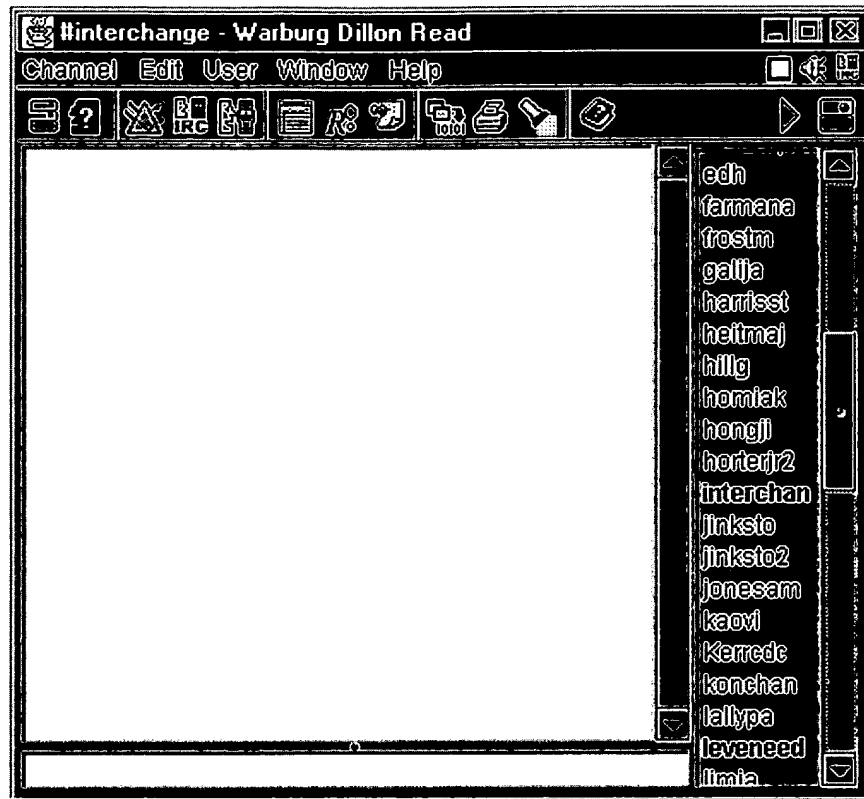 #interchange - Warburg Dillon Read
Channel Edit User Window Help
edh
farmana
frostm
galija
harrisst
heitmaj
hillg
homiak
hongji
horterjr2
interchan
jinksto
jinksto2
jonesam
kaovi
Kerrcdc
konchan
lallypa
leveneed
limia